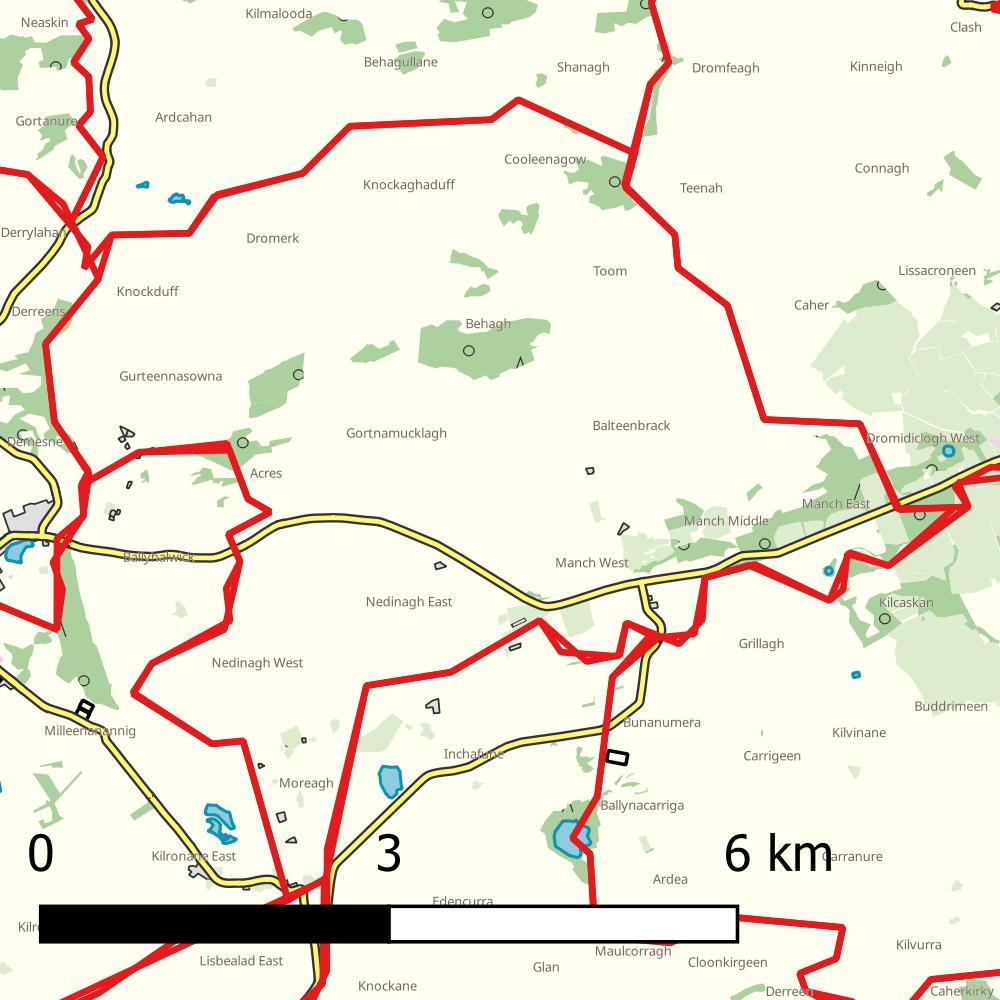 Kilmalooda
Neaskin
Clash
Behagullane
Shanagh
Dromfeagh
Kinneigh
Gortanure
Ardcahan
Cooleenagow
Connagh
Knockaghaduff
Teenah
Derrylahan
Dromerk
Toom
Lissacroneen
Knockduff
Caher
Derreens
Behagh
Gurteennasowna
Balteenbrack
Gortnamucklagh
Demesne
Dromidiclogh West
Acres
Manch East
Manch Middle
Ballyhalwick
Manch West
Nedinagh East
Kilcaskan
Grillagh
Nedinagh West
Buddrimeen
Bunanumera
Milleenanannig
Kilvinane
Inchafune
Carrigeen
Moreagh
Ballynacarriga
0 3 6 km
Kilronane East
Garranure
Ardea
Edencurra
Kilro
Kilvurra
Maulcorragh
Lisbealad East
Cloonkirgeen
Glan
Knockane
Derreen
Caherkirky